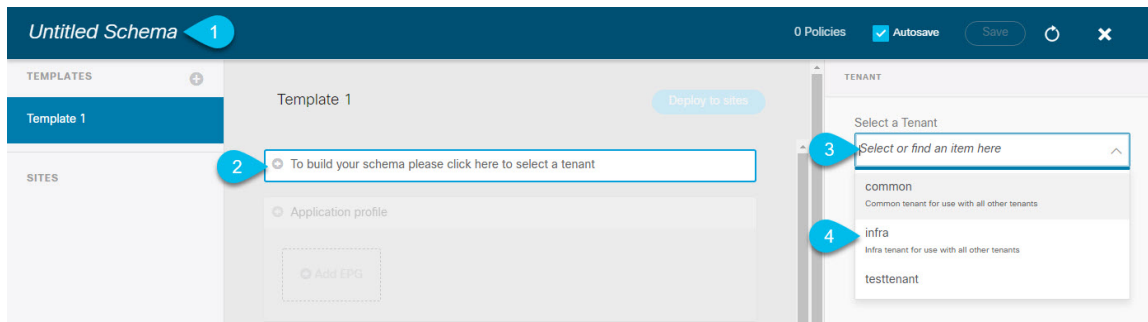 Untitled Schema 1 0 Policies Autosave Save
TEMPLATES
Template 1
SITES
Template 1 Deploy to sites
2 To build your schema please click here to select a tenant
Application profile
Add EPG
TENANT
Select a Tenant
3 Select or find an item here
common
Common tenant for use with all other tenants
4 infra
Infra tenant for use with all other tenants
testtenant